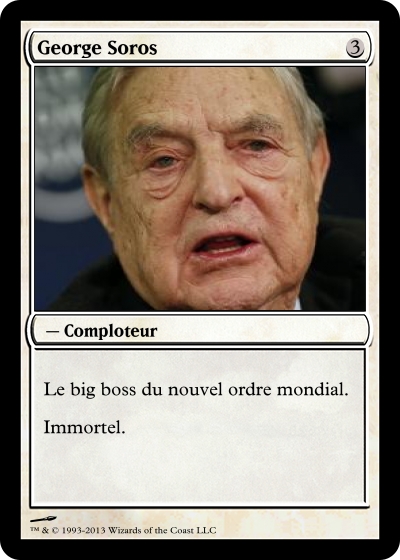 George Soros 3
— Comploteur
Le big boss du nouvel ordre mondial.
Immortel.
™ & © 1993-2013 Wizards of the Coast LLC